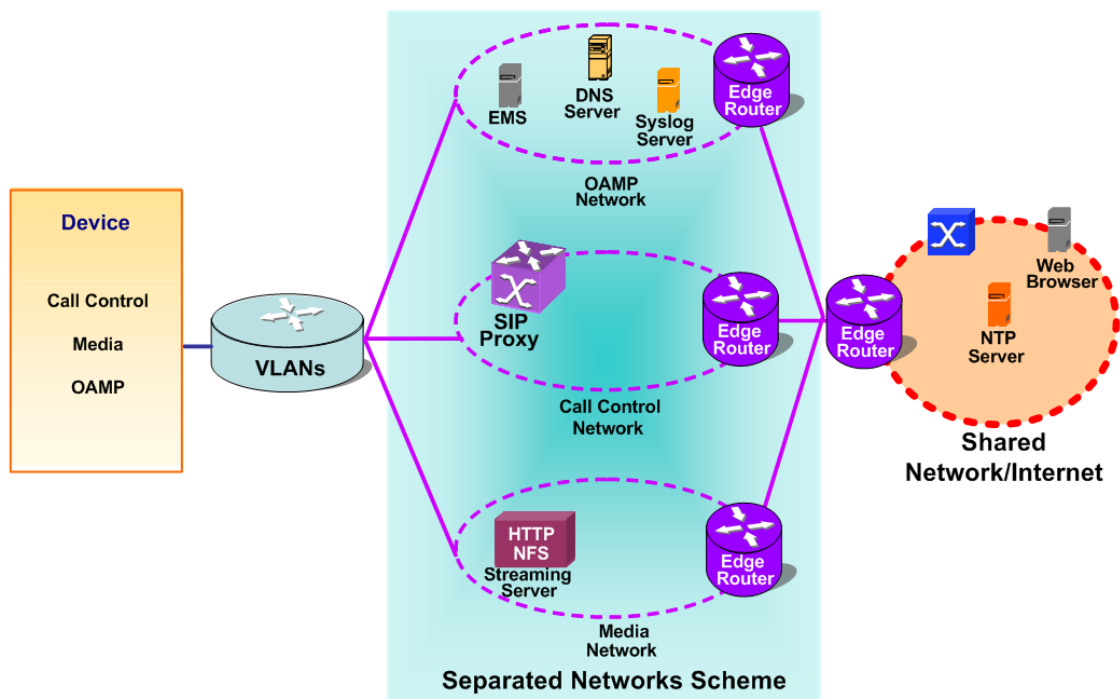 Device
Call Control
Media
OAMP
VLANs
EMS
DNS
Server
Syslog
Server
Edge
Router
OAMP
Network
SIP
Proxy
Edge
Router
Call Control
Network
HTTP
NFS
Streaming
Server
Edge
Router
Media
Network
Separated Networks Scheme
Edge
Router
Web
Browser
NTP
Server
Shared
Network/Internet